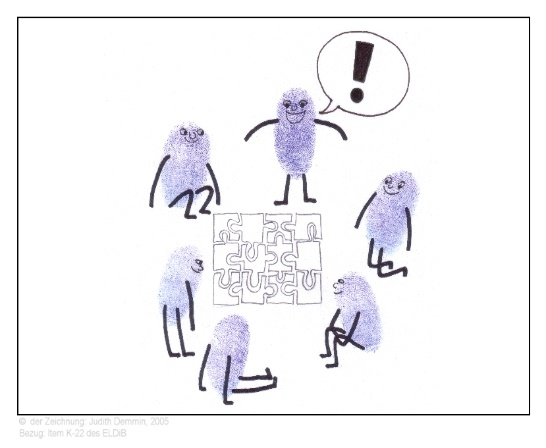 !
© der Zeichnung: Judith Demmin, 2005
Bezug: Item K-22 des ELDiB